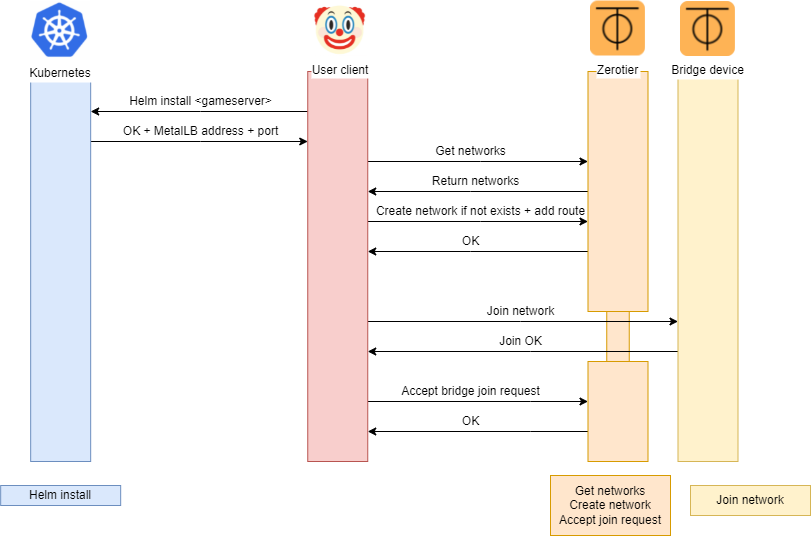 Kubernetes
User client
Zerotier
Bridge device
Helm install <gameserver>
OK + MetalLB address + port
Get networks
Return networks
Create network if not exists + add route
OK
Join network
Join OK
Accept bridge join request
OK
Helm install
Get networks
Create network
Accept join request
Join network